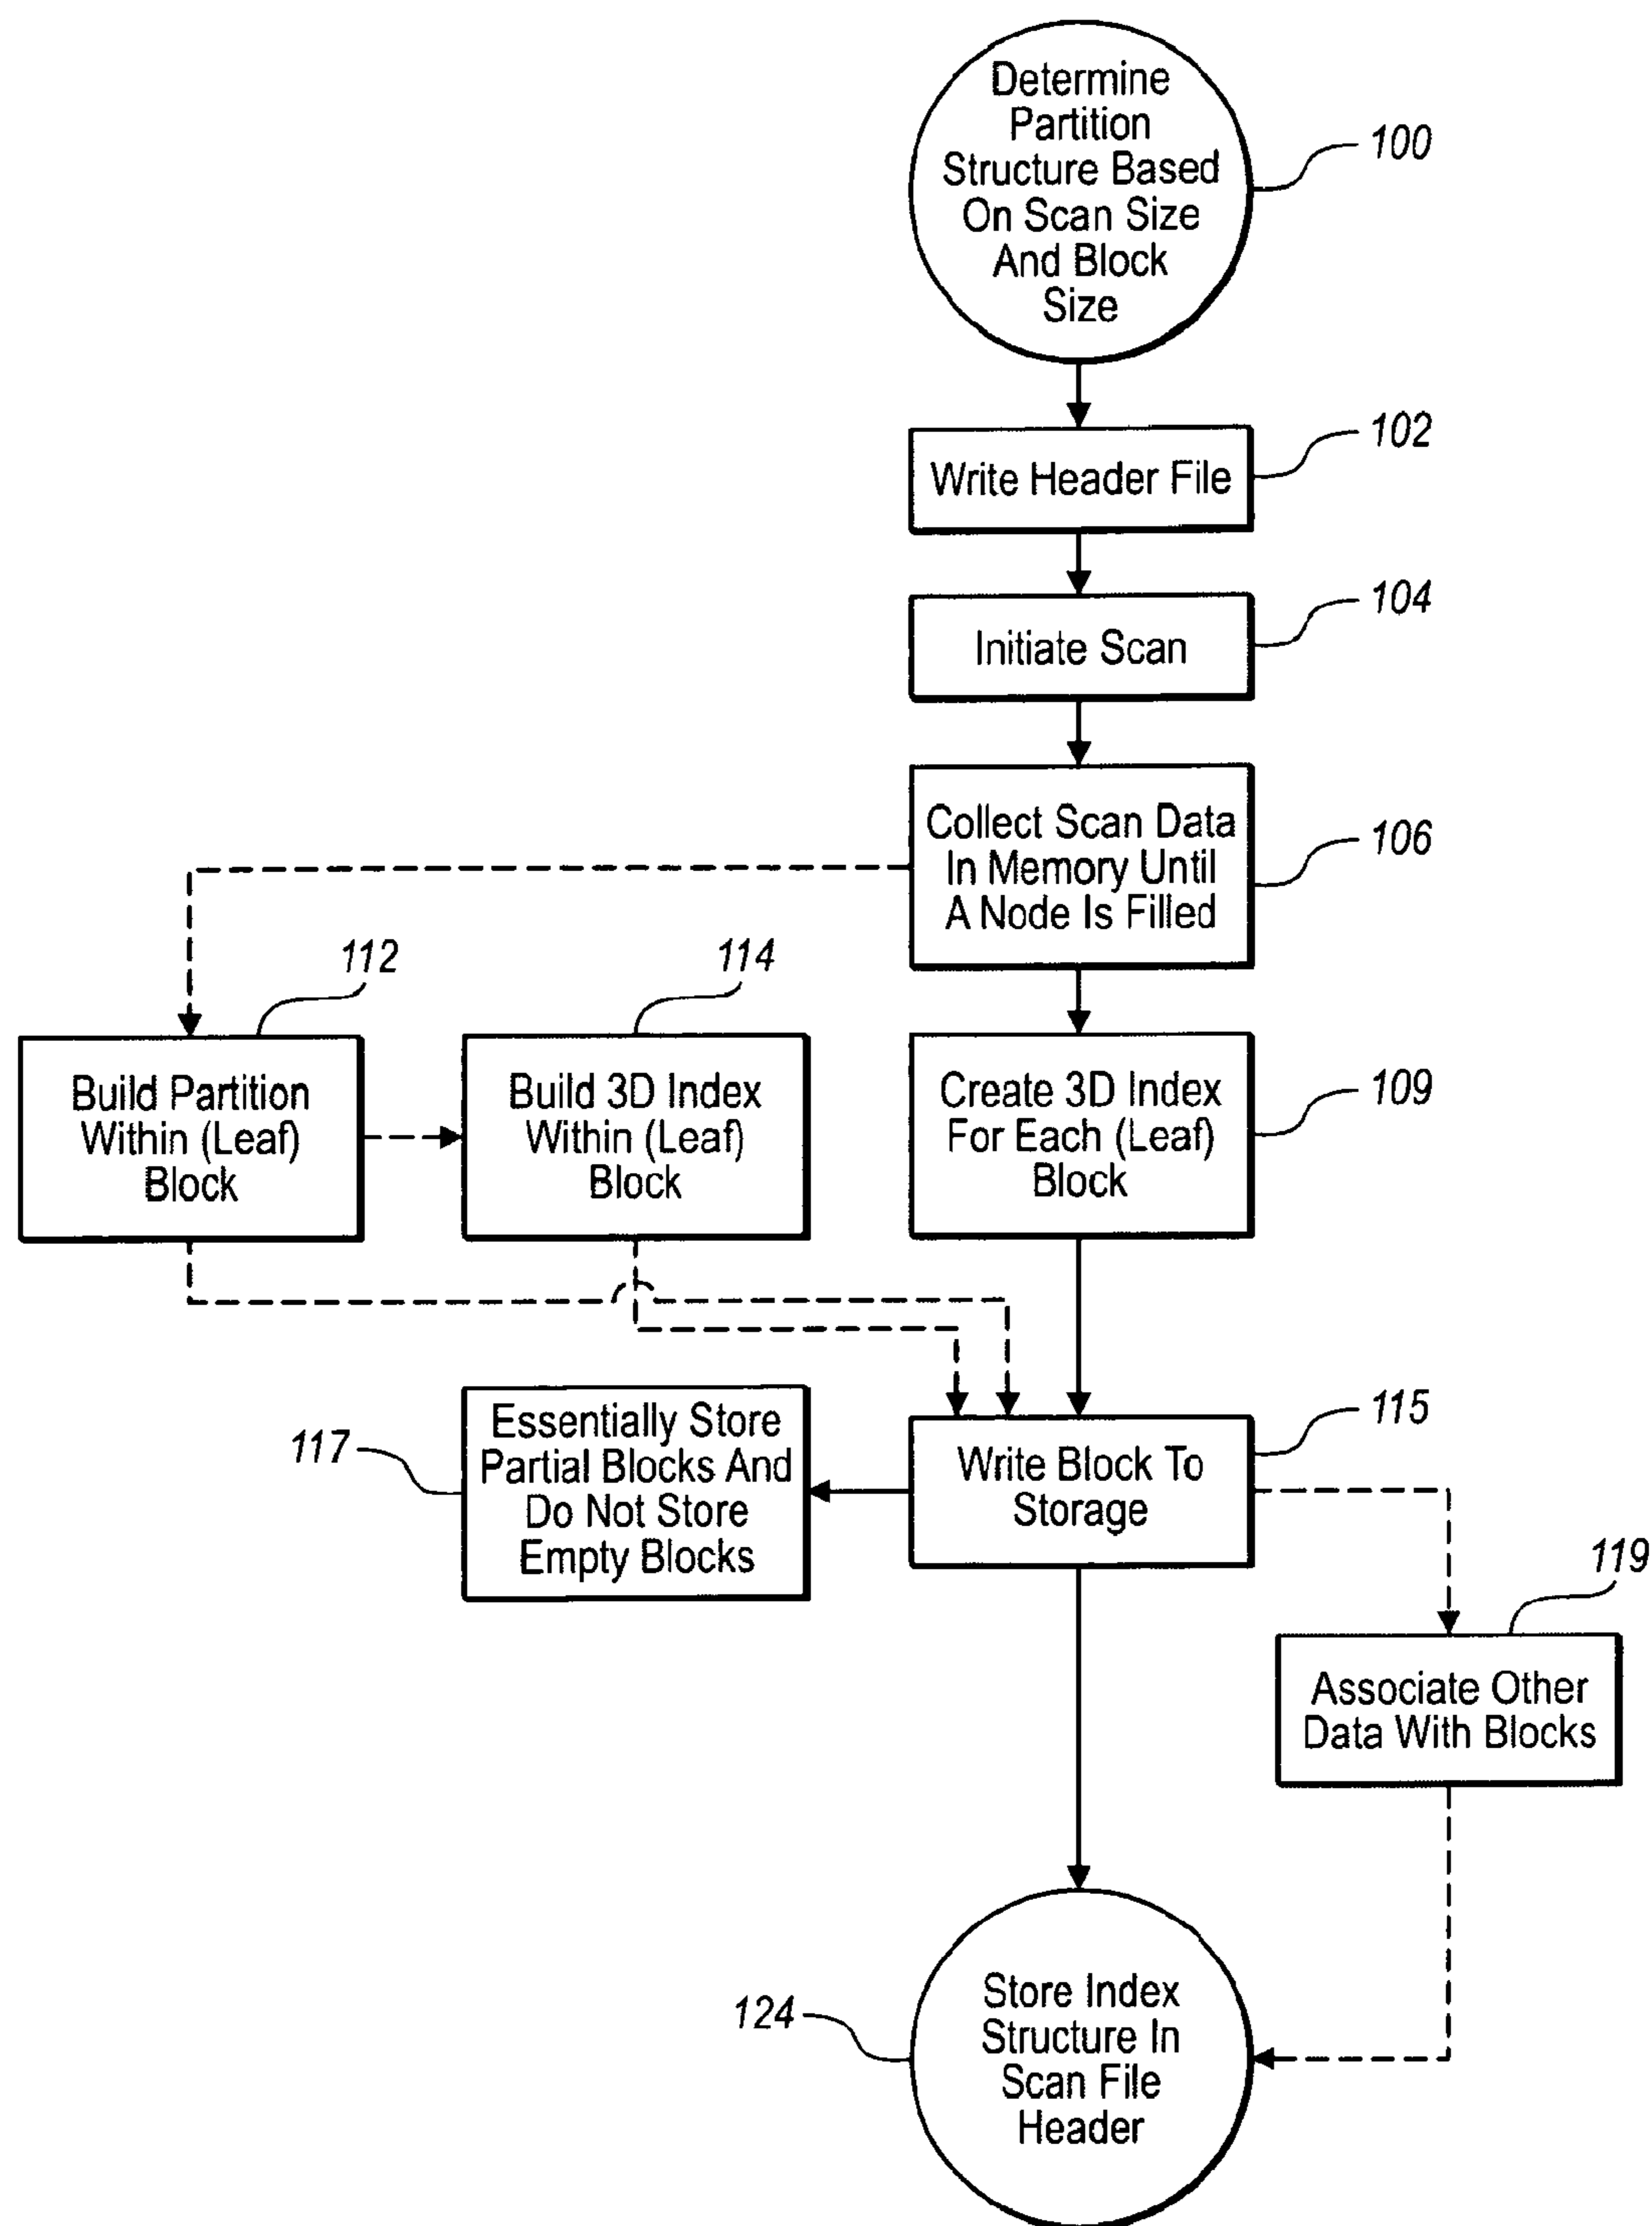 Determine
Partition
Structure Based
On Scan Size
And Block
Size
100
Write Header File
102
Initiate Scan
104
Collect Scan Data
In Memory Until
A Node Is Filled
106
112
Build Partition
Within (Leaf)
Block
114
Build 3D Index
Within (Leaf)
Block
Create 3D Index
For Each (Leaf)
Block
109
117
Essentially Store
Partial Blocks And
Do Not Store
Empty Blocks
Write Block To
Storage
115
119
Associate Other
Data With Blocks
124
Store Index
Structure In
Scan File
Header